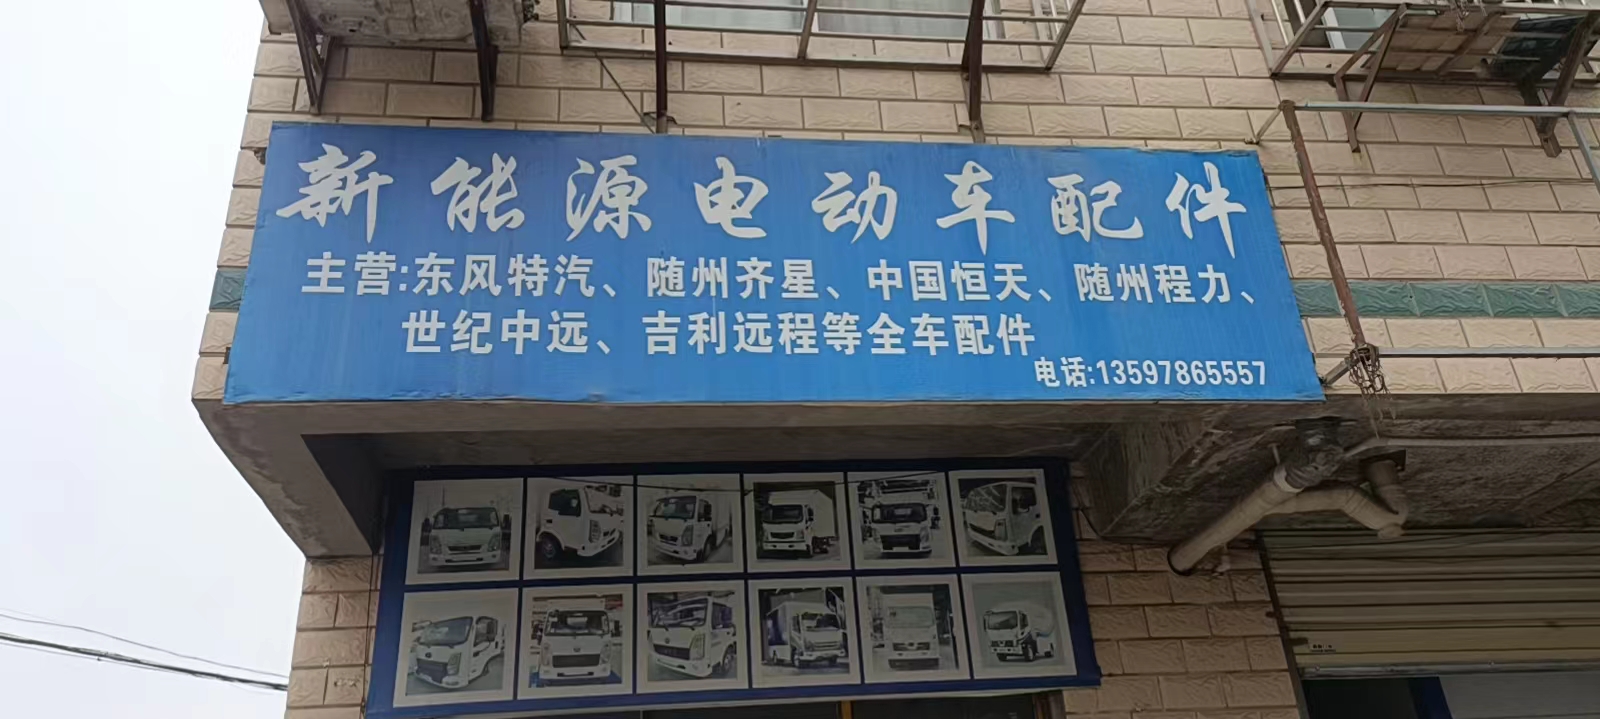 新能源电动车配件
主营:东风特汽、随州齐星、中国恒天、随州程力、
世纪中远、吉利远程等全车配件
电话:13597865557